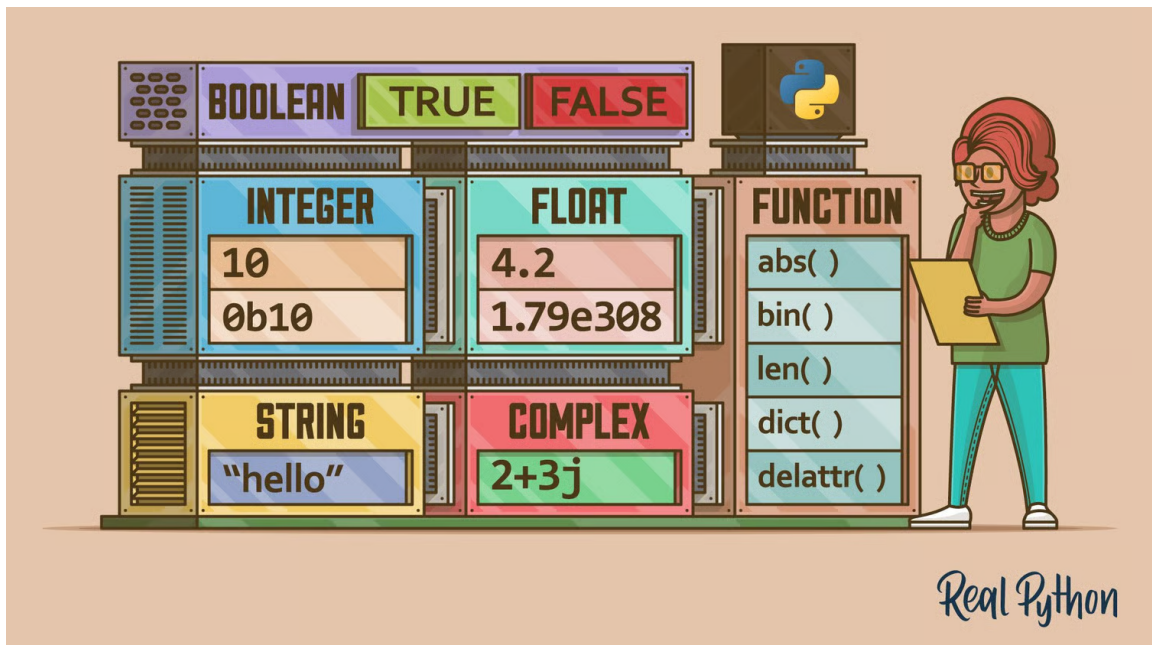 BOOLEAN TRUE FALSE
INTEGER
10
0b10
FLOAT
4.2
1.79e308
FUNCTION
abs( )
bin( )
len( )
dict( )
delattr( )
STRING
“hello”
COMPLEX
2+3j
Real Python